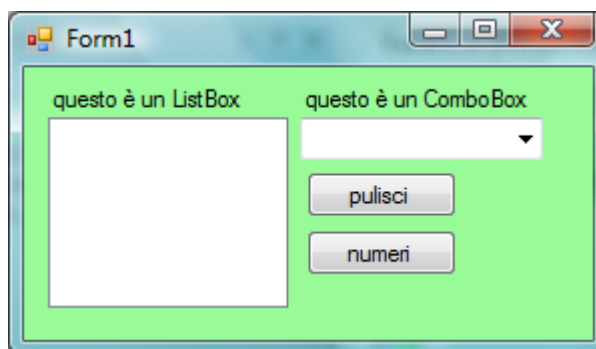 Form1
questo è un ListBox
questo è un ComboBox
pulisci
numeri